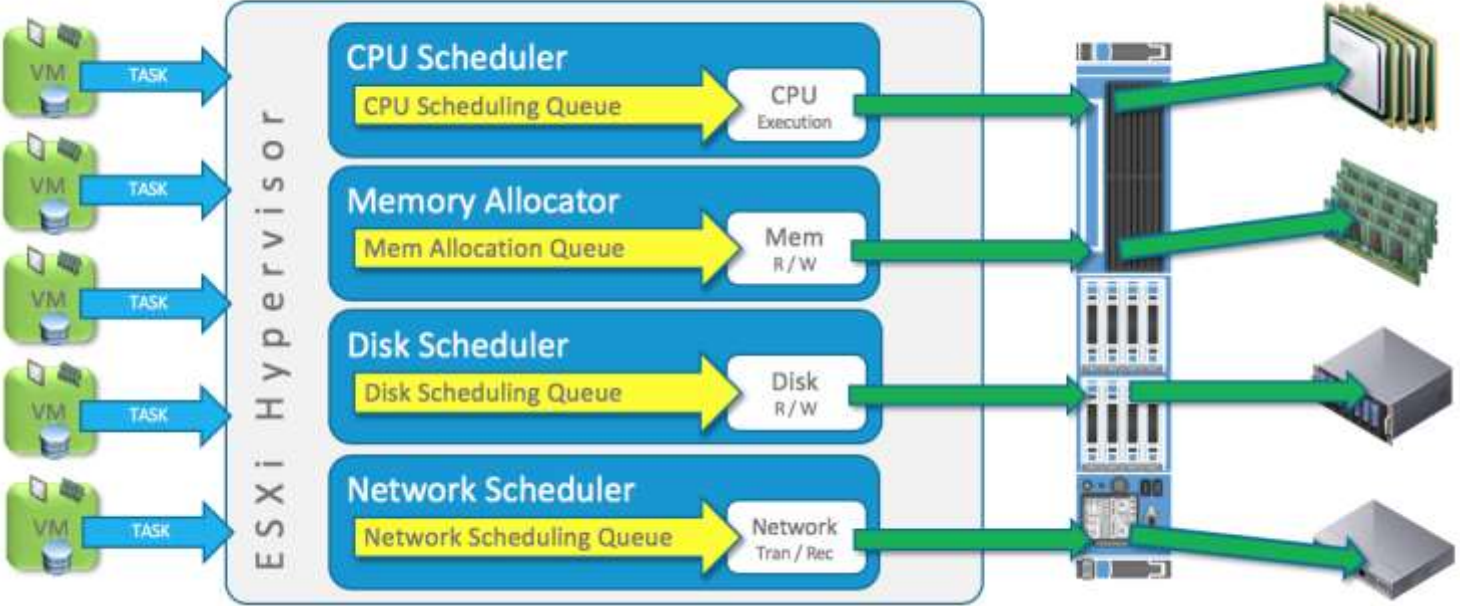 VM
TASK
VM
TASK
VM
TASK
VM
TASK
VM
TASK
ESXi Hypervisor
CPU Scheduler
CPU Scheduling Queue
CPU
Execution
Memory Allocator
Mem Allocation Queue
Mem
R / W
Disk Scheduler
Disk Scheduling Queue
Disk
R / W
Network Scheduler
Network Scheduling Queue
Network
Tran / Rec